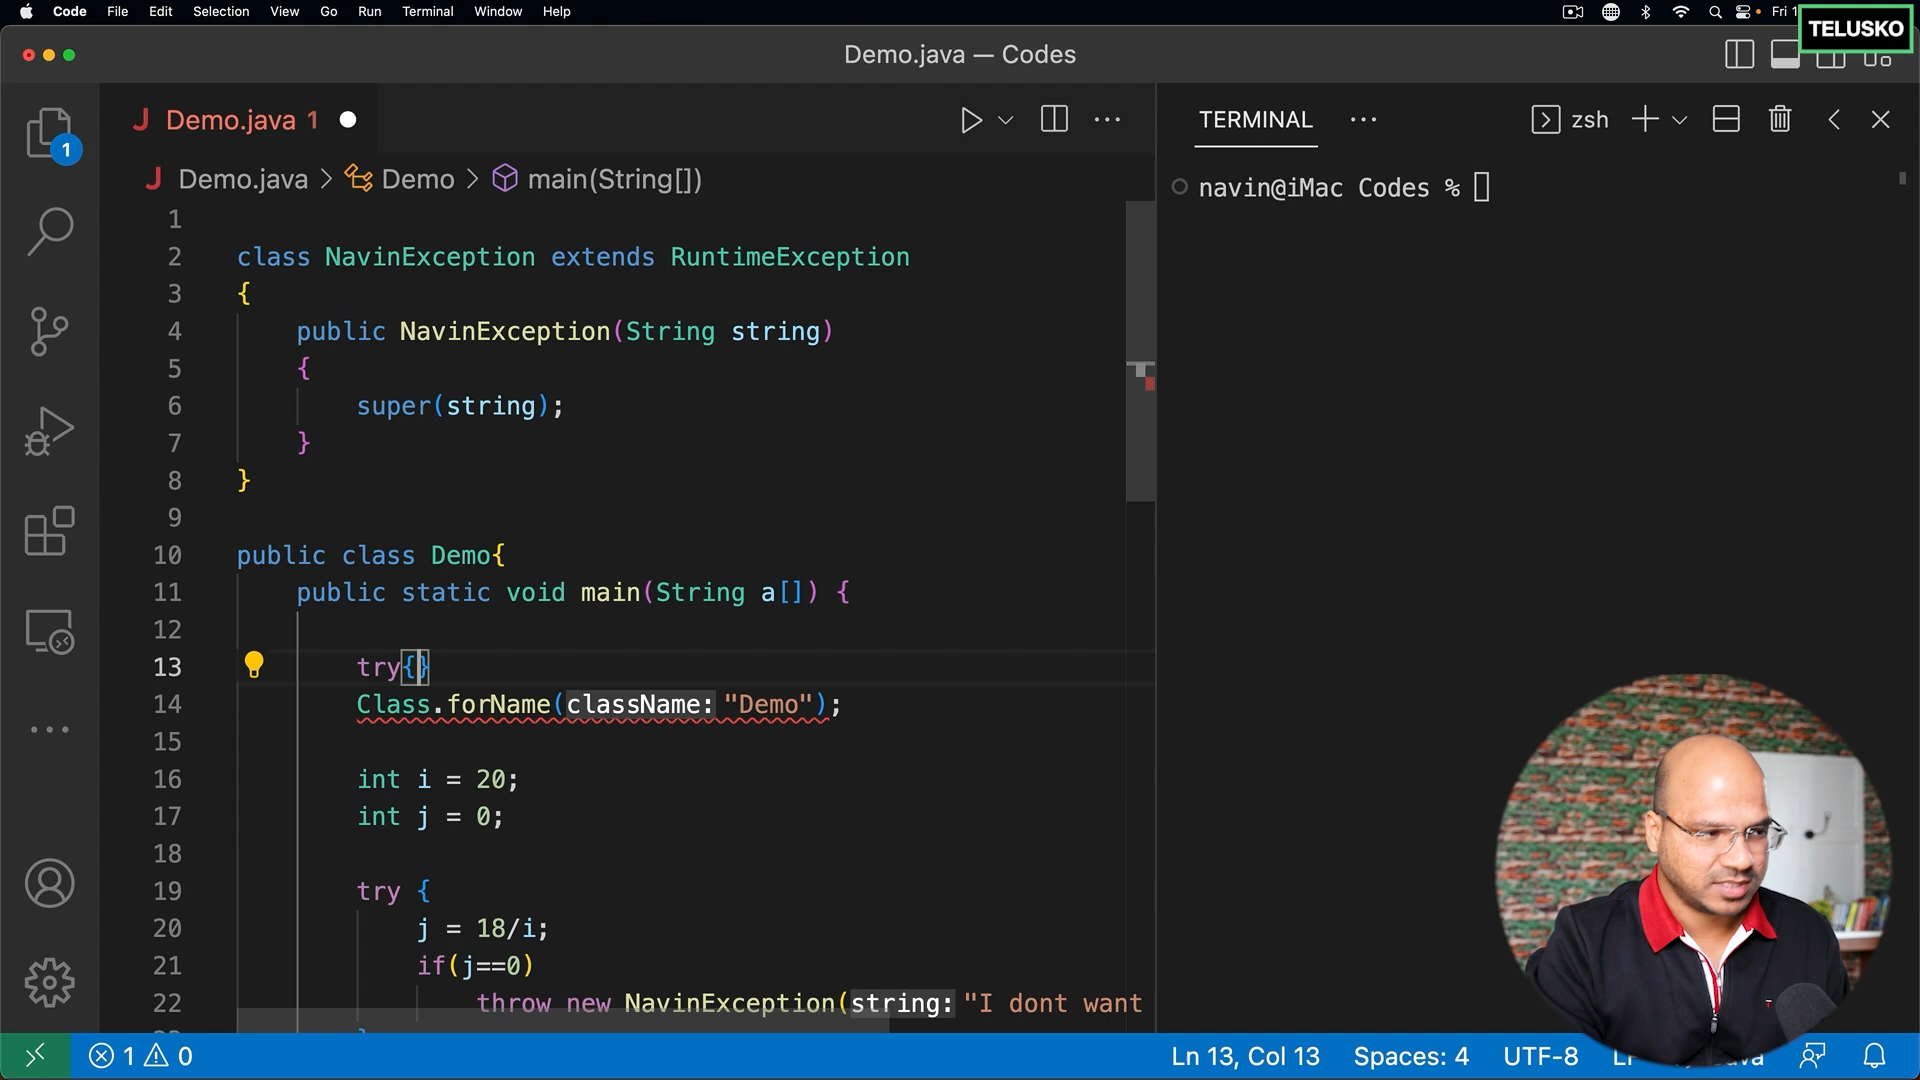 Code File Edit Selection View Go Run Terminal Window Help
Fri 1
TELUSKO
Demo.java — Codes
1
Demo.java 1
Demo.java > Demo > main(String[])
TERMINAL
zsh
navin@iMac Codes %
1
2 class NavinException extends RuntimeException
3 {
4 public NavinException(String string)
5 {
6 super(string);
7 }
8 }
9
10 public class Demo{
11 public static void main(String a[]) {
12
13 try{}
14 Class.forName(className: "Demo");
15
16 int i = 20;
17 int j = 0;
18
19 try {
20 j = 18/i;
21 if(j==0)
22 throw new NavinException(string: "I dont want
1 0
Ln 13, Col 13 Spaces: 4 UTF-8